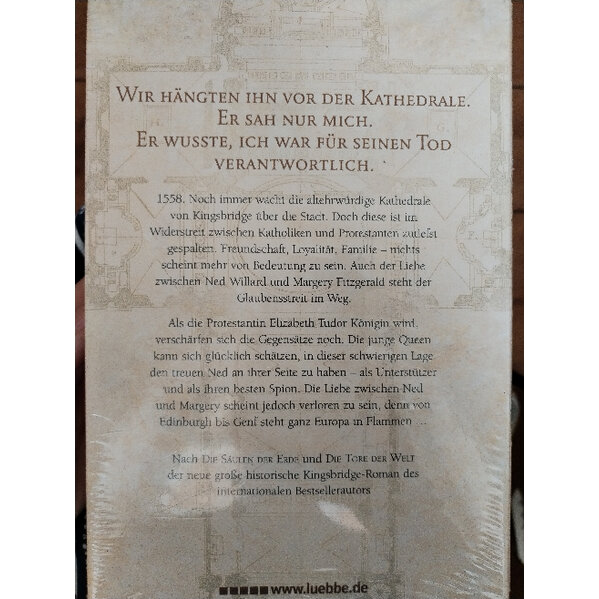 WIR HÄNGTEN IHN VOR DER KATHEDRALE.
ER SAH NUR MICH.
ER WUSSTE, ICH WAR FÜR SEINEN TOD
VERANTWORTLICH.
1558. Noch immer wacht die altehrwürdige Kathedrale
von Kingsbridge über die Stadt. Doch diese ist im
Widerstreit zwischen Katholiken und Protestanten zutiefst
gespalten. Freundschaft, Loyalität, Familie – nichts
scheint mehr von Bedeutung zu sein. Auch der Liebe
zwischen Ned Willard und Margery Fitzgerald steht der
Glaubensstreit im Weg.
Als die Protestantin Elizabeth Tudor Königin wird,
verschärfen sich die Gegensätze noch. Die junge Queen
kann sich glücklich schätzen, in dieser schwierigen Lage
den treuen Ned an ihrer Seite zu haben – als Unterstützer
und als ihren besten Spion. Die Liebe zwischen Ned
und Margery scheint jedoch verloren zu sein, denn von
Edinburgh bis Genf steht ganz Europa in Flammen ...
Nach DIE SÄULEN DER ERDE und DIE TORE DER WELT
der neue große historische Kingsbridge-Roman des
internationalen Bestsellerautors
www.luebbe.de